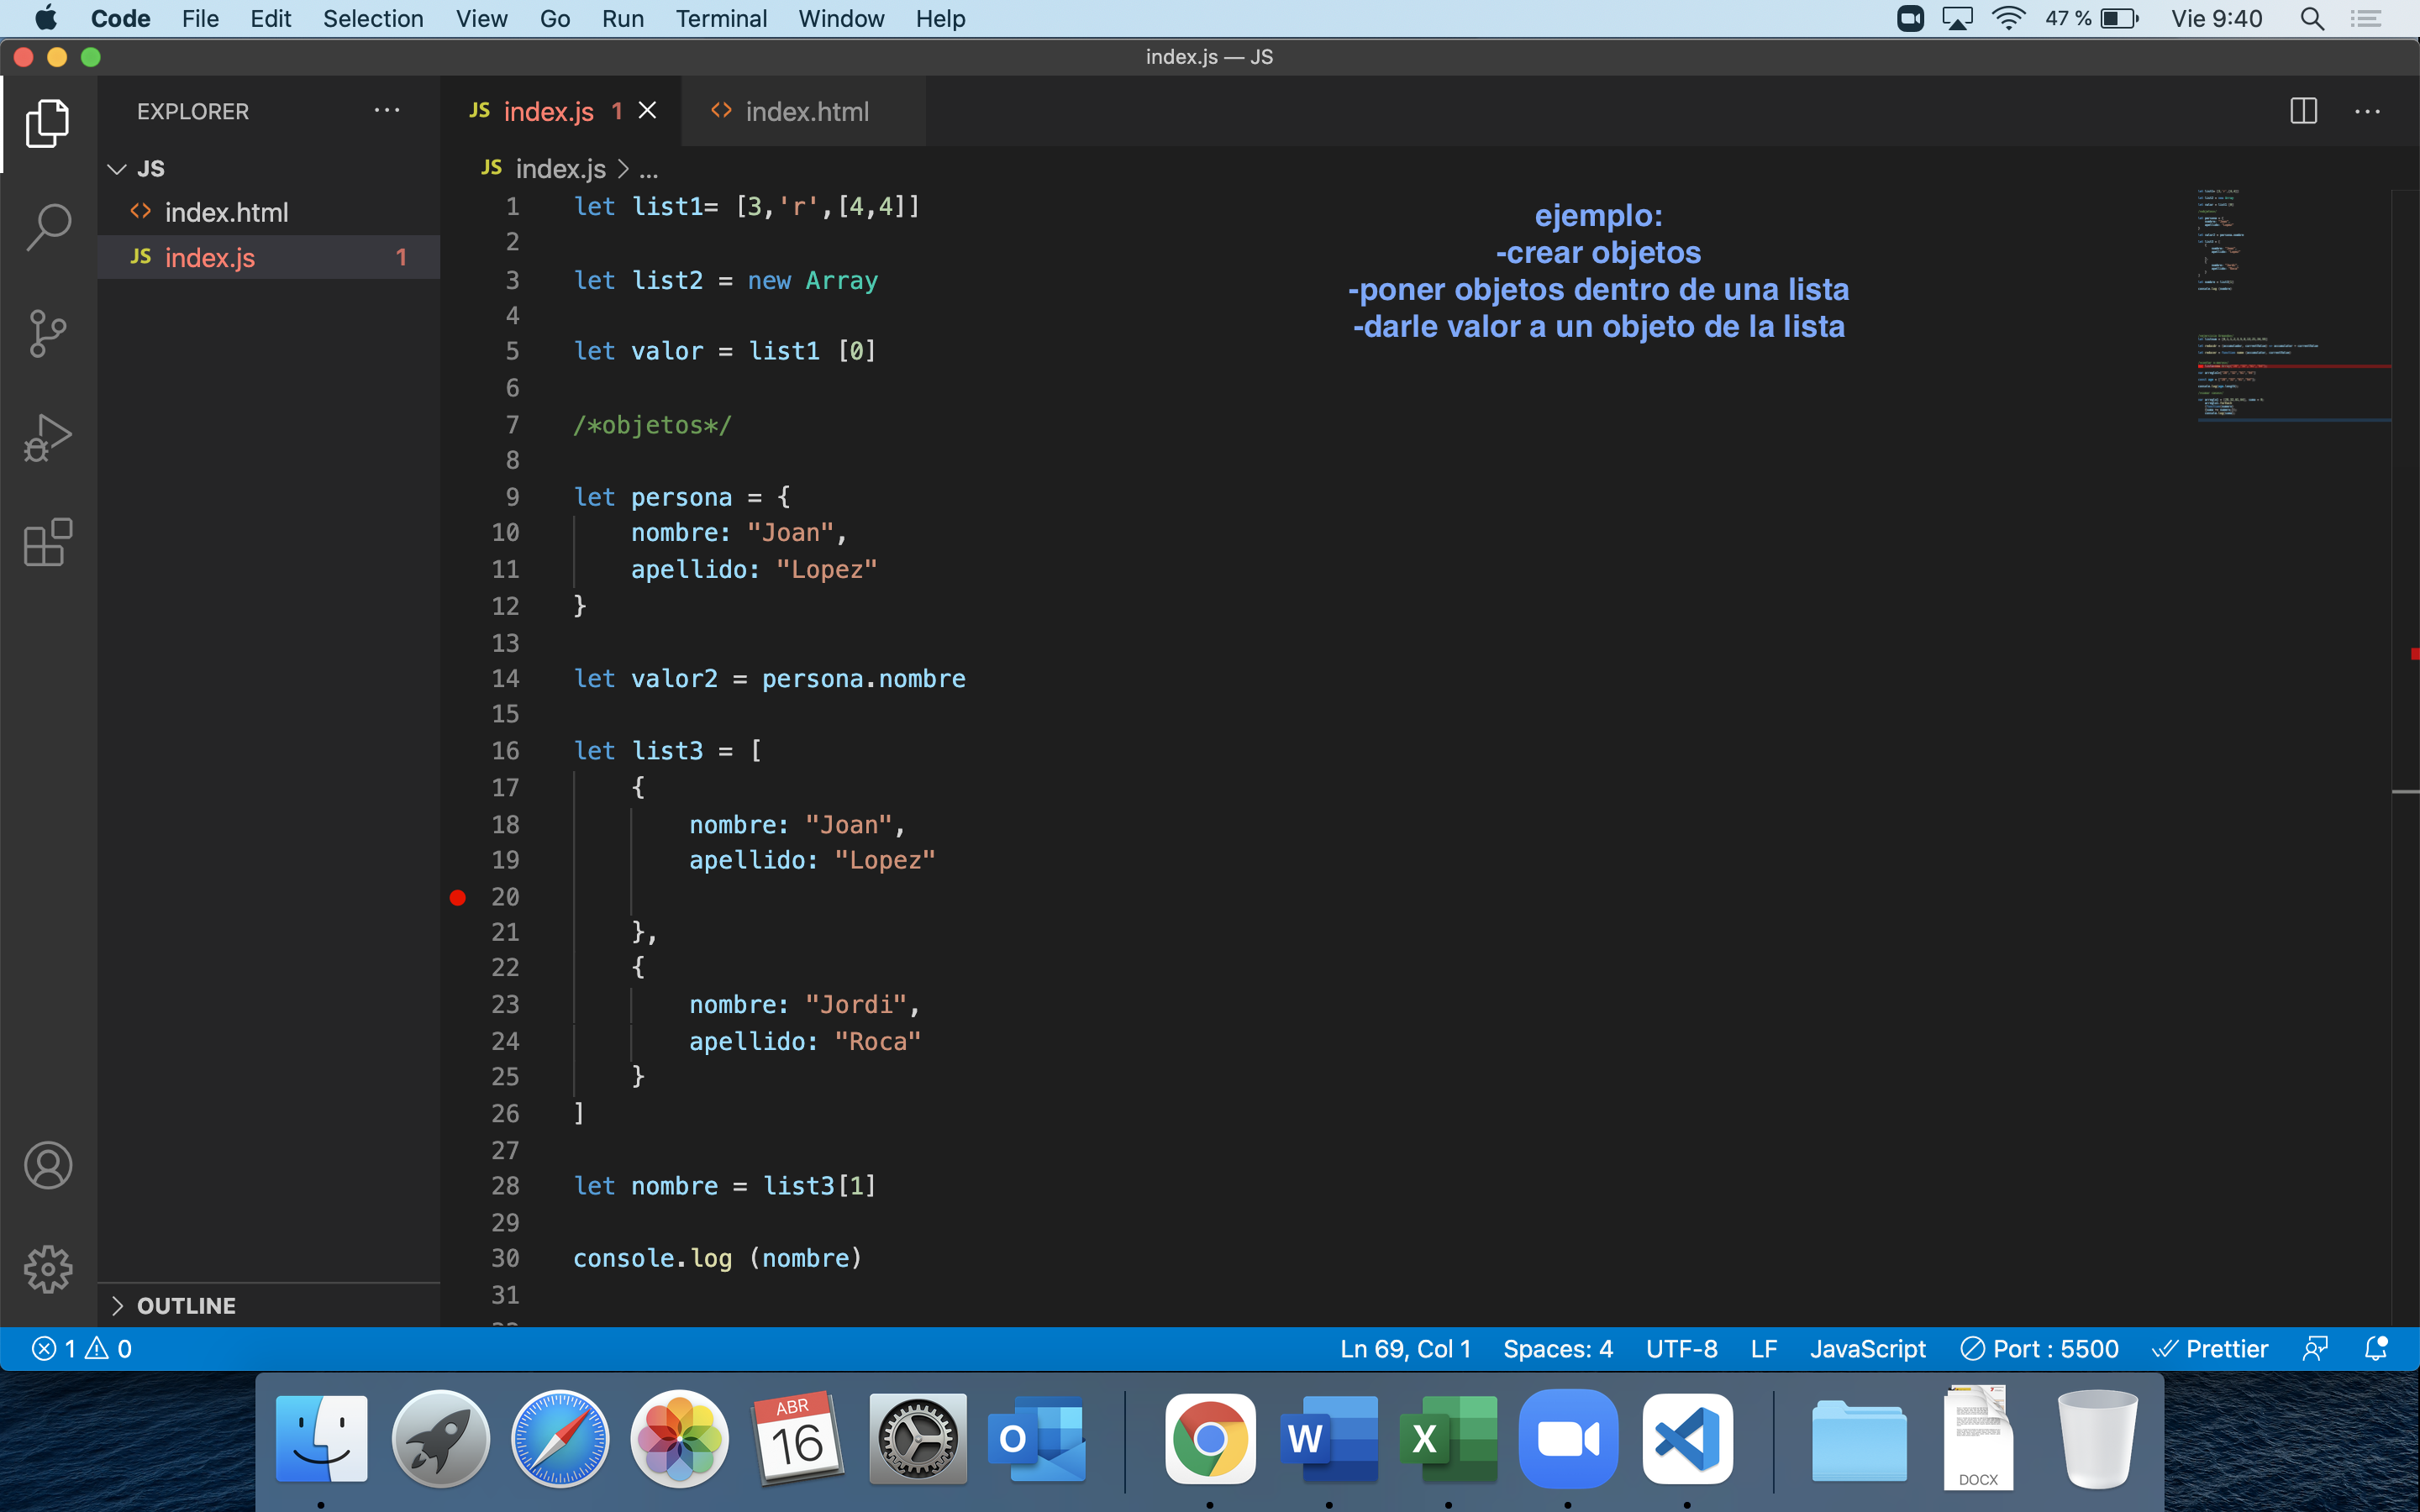 Code File Edit Selection View Go Run Terminal Window Help 47 % Vie 9:40
index.js — JS
EXPLORER ...
JS index.js 1
index.html
JS
index.html
JS index.js 1
JS index.js > ...
1 let list1= [3,'r',[4,4]]
2
3 let list2 = new Array
4
5 let valor = list1 [0]
6
7 /*objetos*/
8
9 let persona = {
10 nombre: "Joan",
11 apellido: "Lopez"
12 }
13
14 let valor2 = persona.nombre
15
16 let list3 = [
17 {
18 nombre: "Joan",
19 apellido: "Lopez"
20
21 },
22 {
23 nombre: "Jordi",
24 apellido: "Roca"
25 }
26 ]
27
28 let nombre = list3[1]
29
30 console.log (nombre)
31
ejemplo:
-crear objetos
-poner objetos dentro de una lista
-darle valor a un objeto de la lista
OUTLINE
1 0 Ln 69, Col 1 Spaces: 4 UTF-8 LF JavaScript Port : 5500 Prettier
ABR
16
O
W
X
DOCX